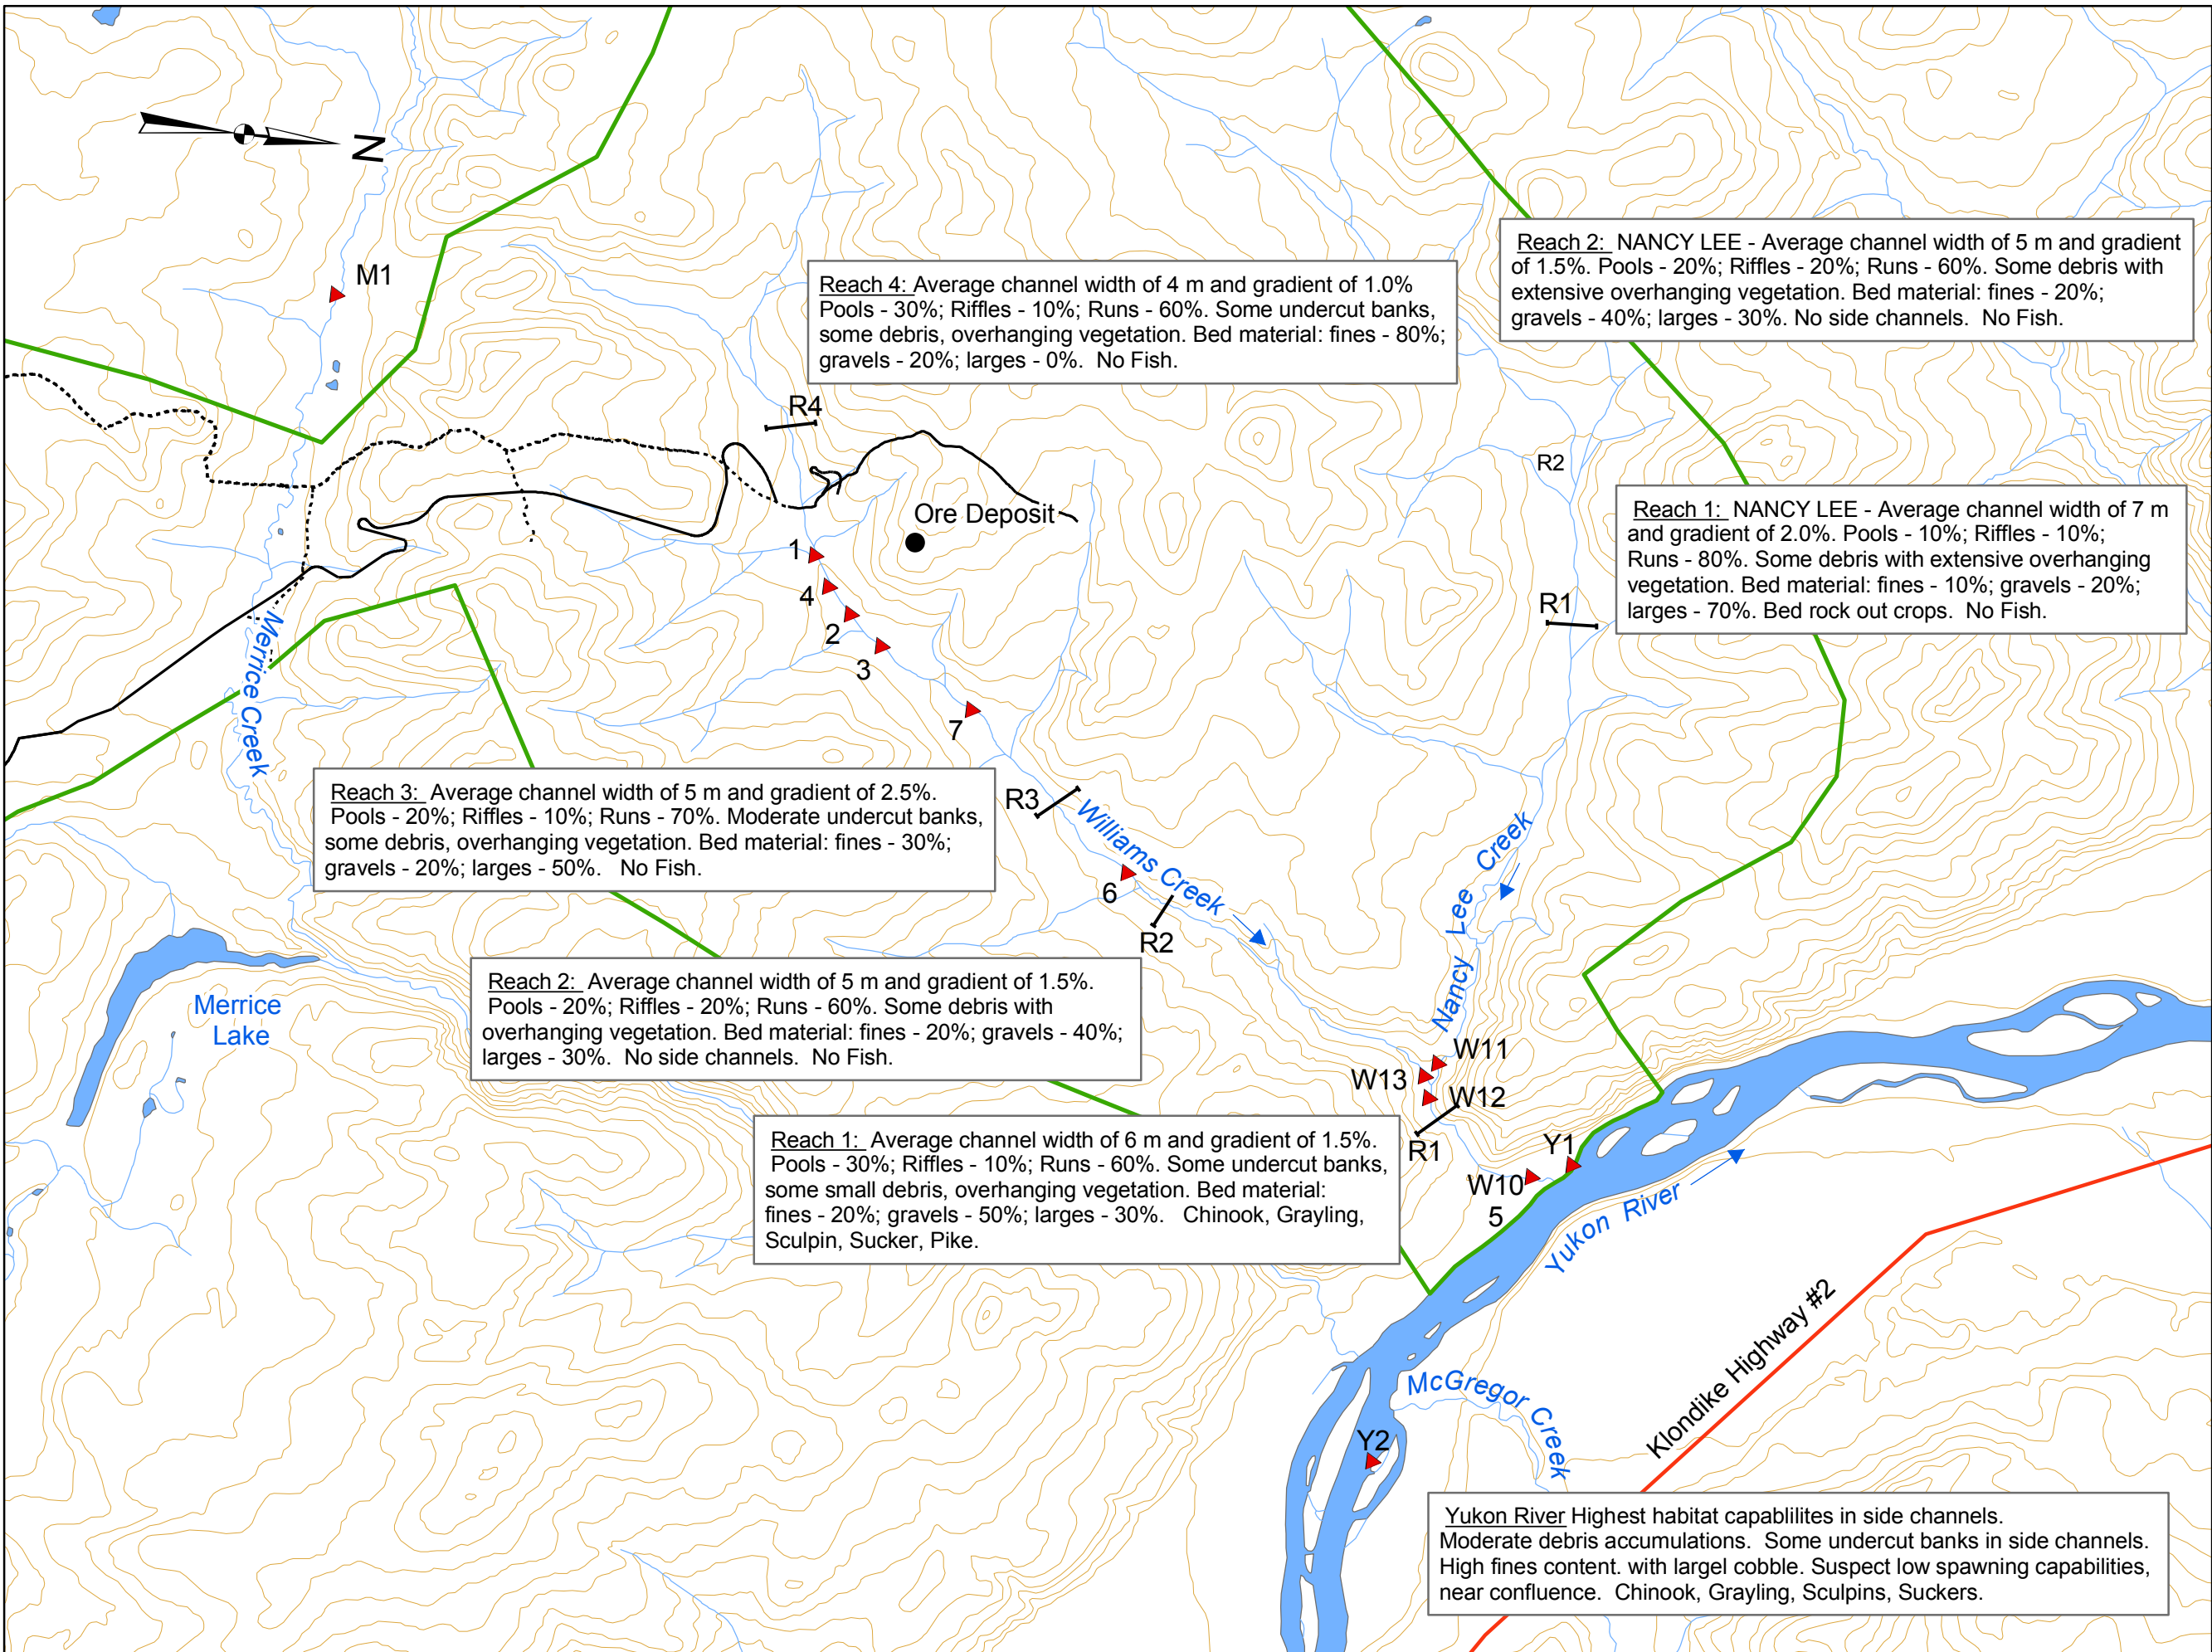 N
M1
Reach 2: NANCY LEE - Average channel width of 5 m and gradient
of 1.5%. Pools - 20%; Riffles - 20%; Runs - 60%. Some debris with
extensive overhanging vegetation. Bed material: fines - 20%;
gravels - 40%; larges - 30%. No side channels. No Fish.
Reach 4: Average channel width of 4 m and gradient of 1.0%
Pools - 30%; Riffles - 10%; Runs - 60%. Some undercut banks,
some debris, overhanging vegetation. Bed material: fines - 80%;
gravels - 20%; larges - 0%. No Fish.
R4
R2
Reach 1: NANCY LEE - Average channel width of 7 m
and gradient of 2.0%. Pools - 10%; Riffles - 10%;
Runs - 80%. Some debris with extensive overhanging
vegetation. Bed material: fines - 10%; gravels - 20%;
larges - 70%. Bed rock out crops. No Fish.
Ore Deposit
1
4
2
3
R1
7
Merrice Creek
Reach 3: Average channel width of 5 m and gradient of 2.5%.
Pools - 20%; Riffles - 10%; Runs - 70%. Moderate undercut banks,
some debris, overhanging vegetation. Bed material: fines - 30%;
gravels - 20%; larges - 50%. No Fish.
R3
Williams Creek
6
R2
Nancy Lee Creek
Merrice
Lake
Reach 2: Average channel width of 5 m and gradient of 1.5%.
Pools - 20%; Riffles - 20%; Runs - 60%. Some debris with
overhanging vegetation. Bed material: fines - 20%; gravels - 40%;
larges - 30%. No side channels. No Fish.
W11
W13
W12
R1
Reach 1: Average channel width of 6 m and gradient of 1.5%.
Pools - 30%; Riffles - 10%; Runs - 60%. Some undercut banks,
some small debris, overhanging vegetation. Bed material:
fines - 20%; gravels - 50%; larges - 30%. Chinook, Grayling,
Sculpin, Sucker, Pike.
Y1
W10
5
Yukon River
Klondike Highway #2
McGregor Creek
Y2
Yukon River Highest habitat capablilites in side channels.
Moderate debris accumulations. Some undercut banks in side channels.
High fines content. with largel cobble. Suspect low spawning capabilities,
near confluence. Chinook, Grayling, Sculpins, Suckers.